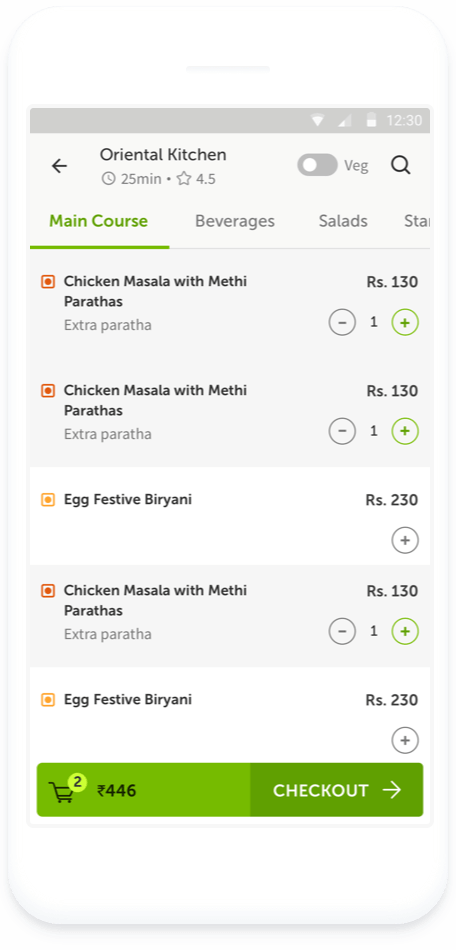 12:30
Oriental Kitchen
25min • 4.5
Veg
Main Course Beverages Salads Star
Chicken Masala with Methi Parathas Rs. 130
Extra paratha
− 1 +
Chicken Masala with Methi Parathas Rs. 130
Extra paratha
− 1 +
Egg Festive Biryani Rs. 230
+
Chicken Masala with Methi Parathas Rs. 130
Extra paratha
− 1 +
Egg Festive Biryani Rs. 230
+
2 ₹446 CHECKOUT